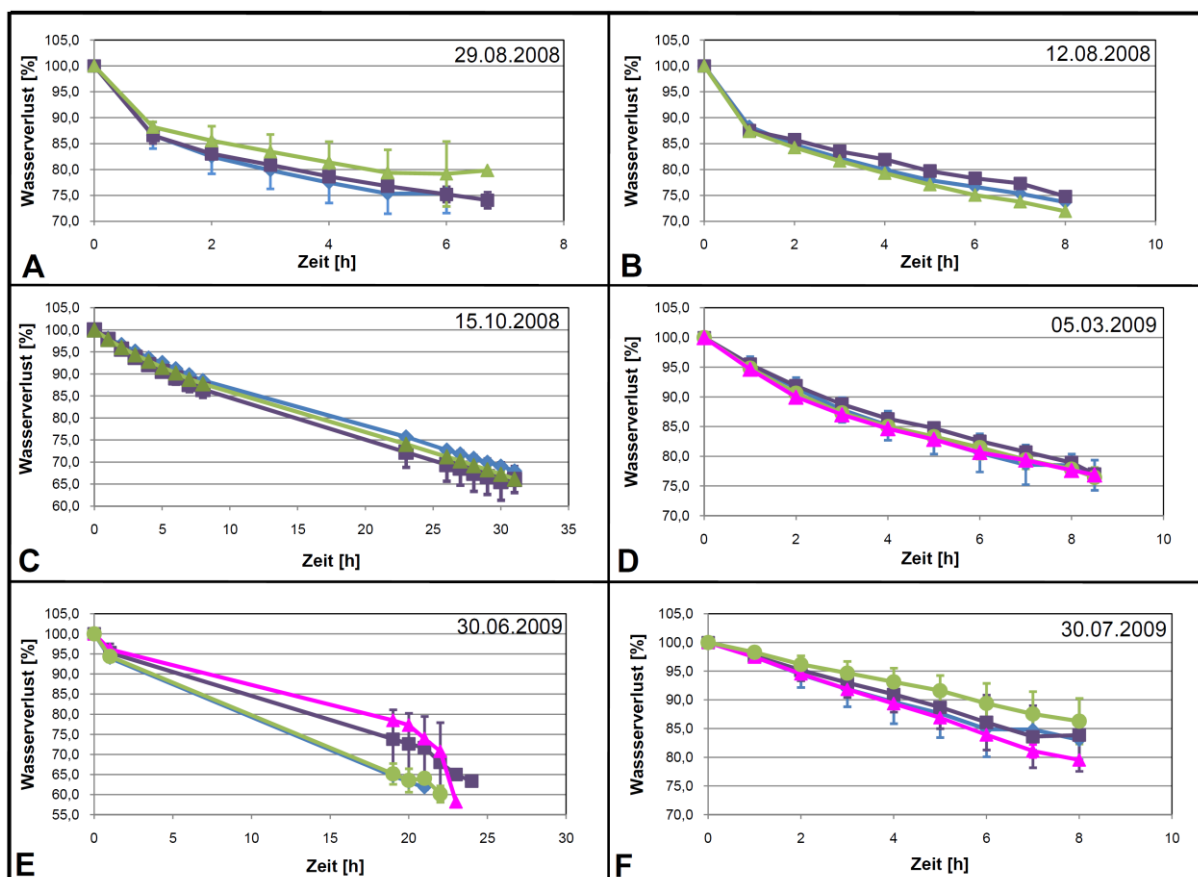 105,0
100,0
95,0
90,0
85,0
80,0
75,0
70,0
Wasserverlust [%]
29.08.2008
0 2 4 6 8
Zeit [h]
A
105,0
100,0
95,0
90,0
85,0
80,0
75,0
70,0
Wasserverlust [%]
12.08.2008
0 2 4 6 8 10
Zeit [h]
B
105,0
100,0
95,0
90,0
85,0
80,0
75,0
70,0
65,0
60,0
Wasserverlust [%]
15.10.2008
0 5 10 15 20 25 30 35
Zeit [h]
C
105,0
100,0
95,0
90,0
85,0
80,0
75,0
70,0
Wasserverlust [%]
05.03.2009
0 2 4 6 8 10
Zeit [h]
D
105,0
100,0
95,0
90,0
85,0
80,0
75,0
70,0
65,0
60,0
55,0
Wasserverlust [%]
30.06.2009
0 5 10 15 20 25 30
Zeit [h]
E
105,0
100,0
95,0
90,0
85,0
80,0
75,0
70,0
Wassserverlust [%]
30.07.2009
0 2 4 6 8 10
Zeit [h]
F